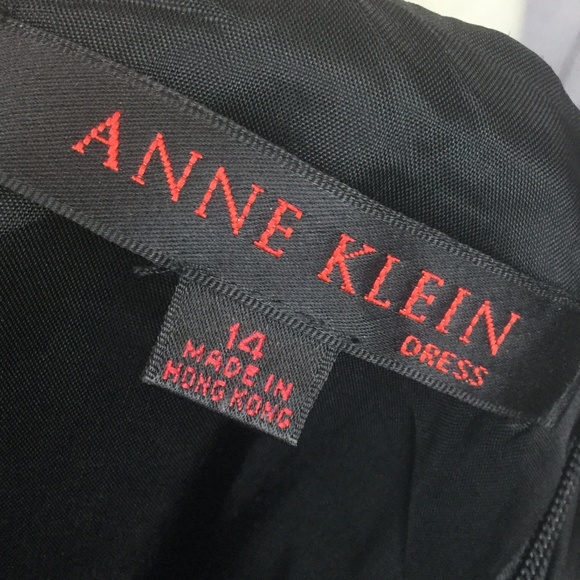 ANNE KLEIN
DRESS
14
MADE IN
HONG KONG